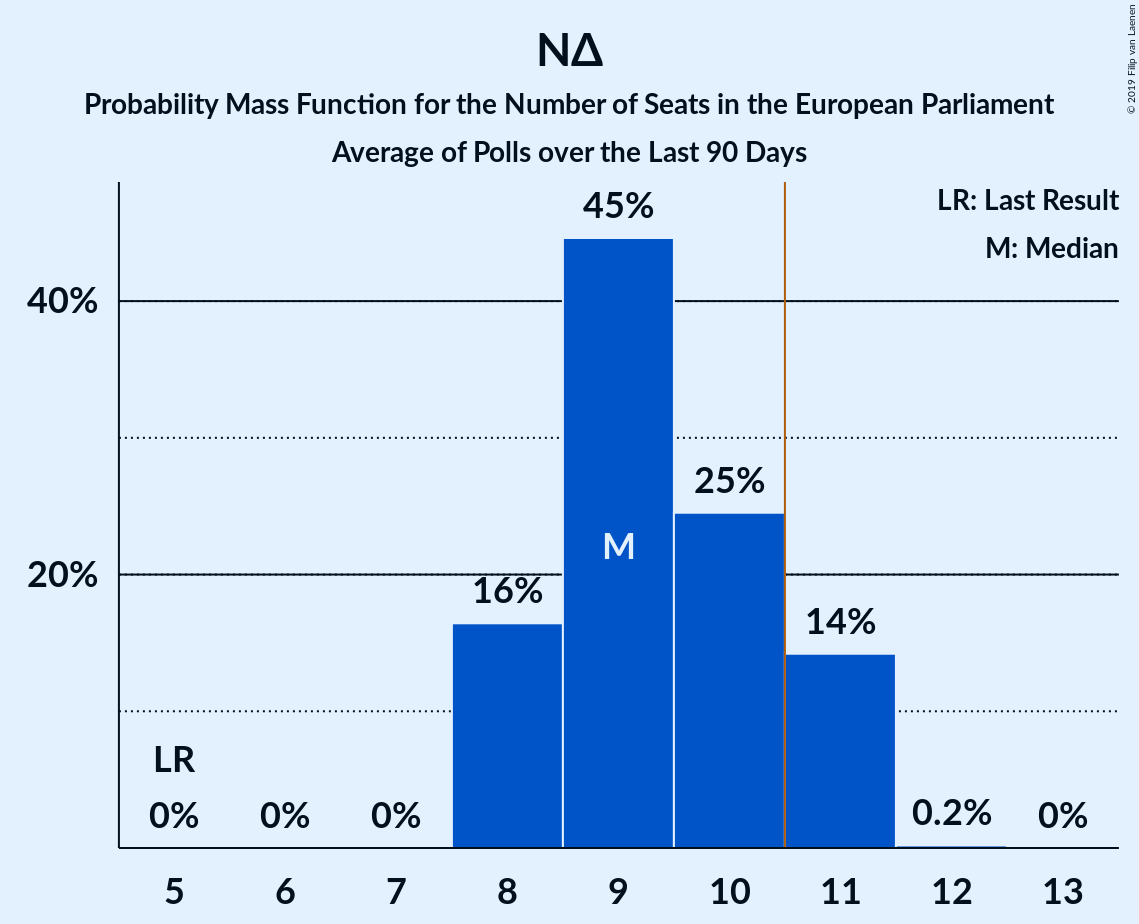 ΝΔ
Probability Mass Function for the Number of Seats in the European Parliament
Average of Polls over the Last 90 Days
© 2019 Filip van Laenen
LR: Last Result
M: Median
45%
40%
25%
M
20%
16%
14%
LR
0%
0%
0%
0.2%
0%
5 6 7 8 9 10 11 12 13